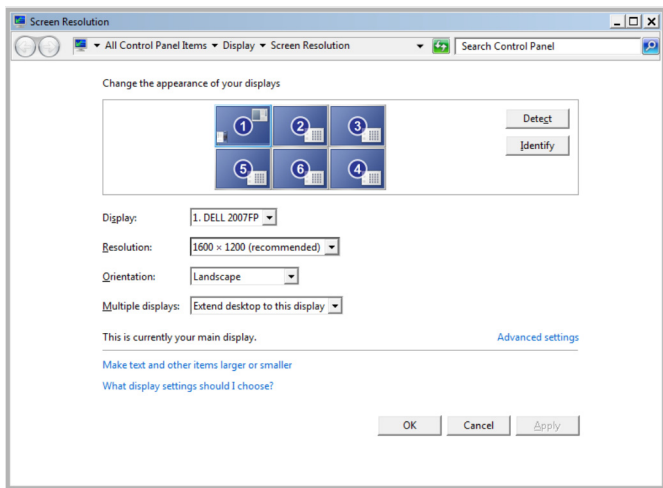 Screen Resolution
All Control Panel Items Display Screen Resolution Search Control Panel
Change the appearance of your displays
1 2 3 Detect
Identify
5 6 4
Display: 1. DELL 2007FP
Resolution: 1600 × 1200 (recommended)
Orientation: Landscape
Multiple displays: Extend desktop to this display
This is currently your main display. Advanced settings
Make text and other items larger or smaller
What display settings should I choose?
OK Cancel Apply